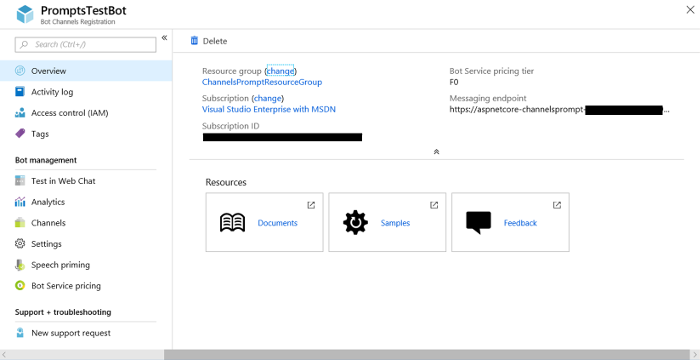 PromptsTestBot
Bot Channels Registration
Search (Ctrl+/)
Overview
Activity log
Access control (IAM)
Tags
Bot management
Test in Web Chat
Analytics
Channels
Settings
Speech priming
Bot Service pricing
Support + troubleshooting
New support request
Delete
Resource group (change)
ChannelsPromptResourceGroup
Subscription (change)
Visual Studio Enterprise with MSDN
Subscription ID
Bot Service pricing tier
F0
Messaging endpoint
https://aspnetcore-channelsprompt- ...
Resources
Documents
Samples
Feedback